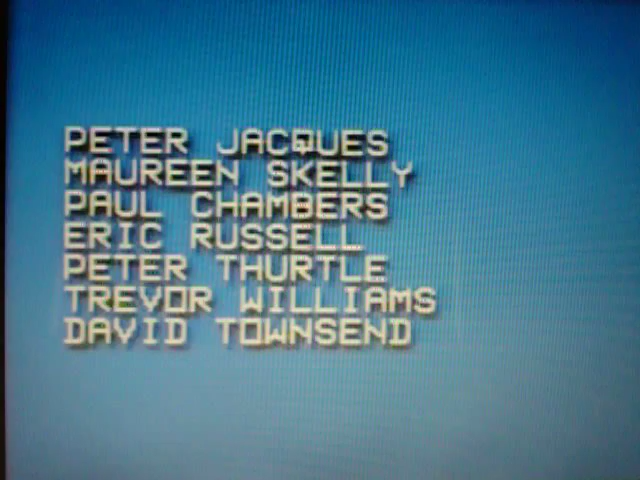 PETER JACQUES
MAUREEN SKELLY
PAUL CHAMBERS
ERIC RUSSELL
PETER THURTLE
TREVOR WILLIAMS
DAVID TOWNSEND